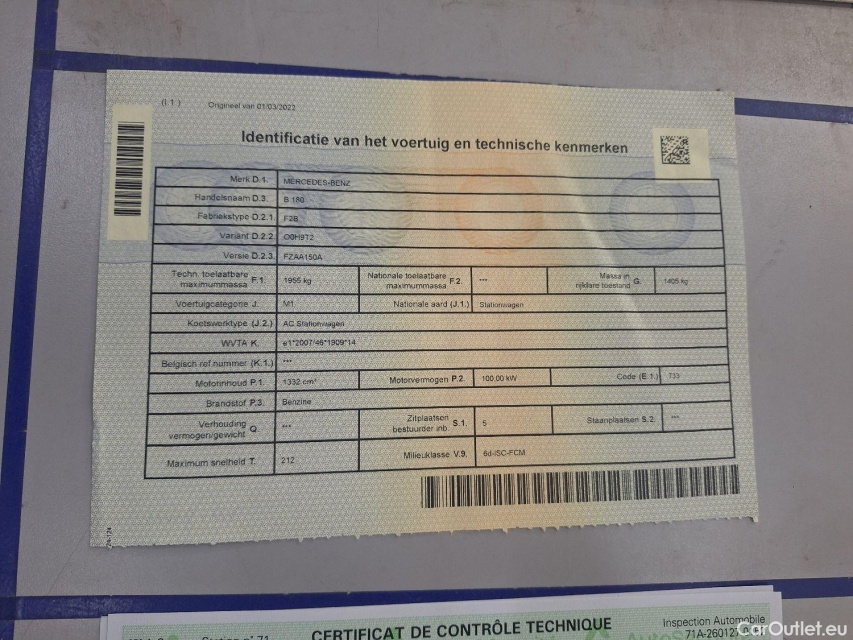 (I.1) Origineel van 01/03/2022
Identificatie van het voertuig en technische kenmerken
Merk D.1. MERCEDES-BENZ
Handelsnaam D.3. B 180
Fabriekstype D.2.1 F2B
Variant D.2.2. O0H9T2
Versie D.2.3. FZAA150A
Techn. toelaatbare maximummassa F.1. 1955 kg Nationale toelaatbare maximummassa F.2. --- Massa in rijklare toestand G. 1405 kg
Voertuigcategorie J. M1 Nationale aard (J.1.) Stationwagen
Koetswerktype (J.2.) AC Stationwagen
WVTA K. e1*2007/46*1909*14
Belgisch ref.nummer (K.1.) ***
Motorinhoud P.1. 1332 cm³ Motorvermogen P.2. 100.00 kW Code (E.1.) 733
Brandstof P.3. Benzine
Verhouding vermogen/gewicht Q. --- Zitplaatsen bestuurder inb. S.1. 5 Staanplaatsen S.2. ---
Maximum snelheid T. 212 Milieuklasse V.9. 6d-ISC-FCM
CERTIFICAT DE CONTRÔLE TECHNIQUE
Inspection Automobile
CarOutlet.eu